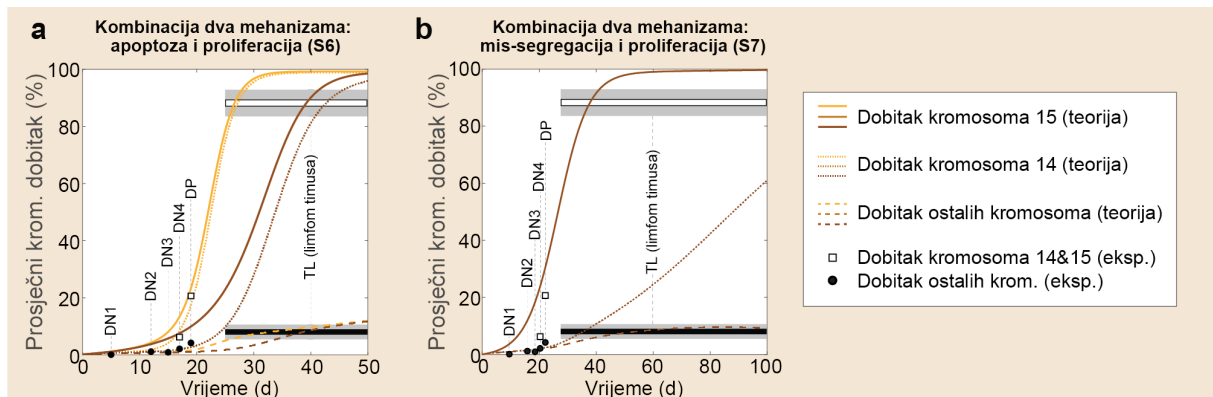 a
Kombinacija dva mehanizama:
apoptoza i proliferacija (S6)
Prosječni krom. dobitak (%)
100
80
60
40
20
0
DN1
DN2
DN3
DN4
DP
TL (limfom timusa)
0 10 20 30 40 50
Vrijeme (d)
b
Kombinacija dva mehanizama:
mis-segregacija i proliferacija (S7)
Prosječni krom. dobitak (%)
100
80
60
40
20
0
DN1
DN2
DN3
DN4
DP
TL (limfom timusa)
0 20 40 60 80 100
Vrijeme (d)
Dobitak kromosoma 15 (teorija)
Dobitak kromosoma 14 (teorija)
Dobitak ostalih kromosoma (teorija)
Dobitak kromosoma 14&15 (eksp.)
Dobitak ostalih krom. (eksp.)